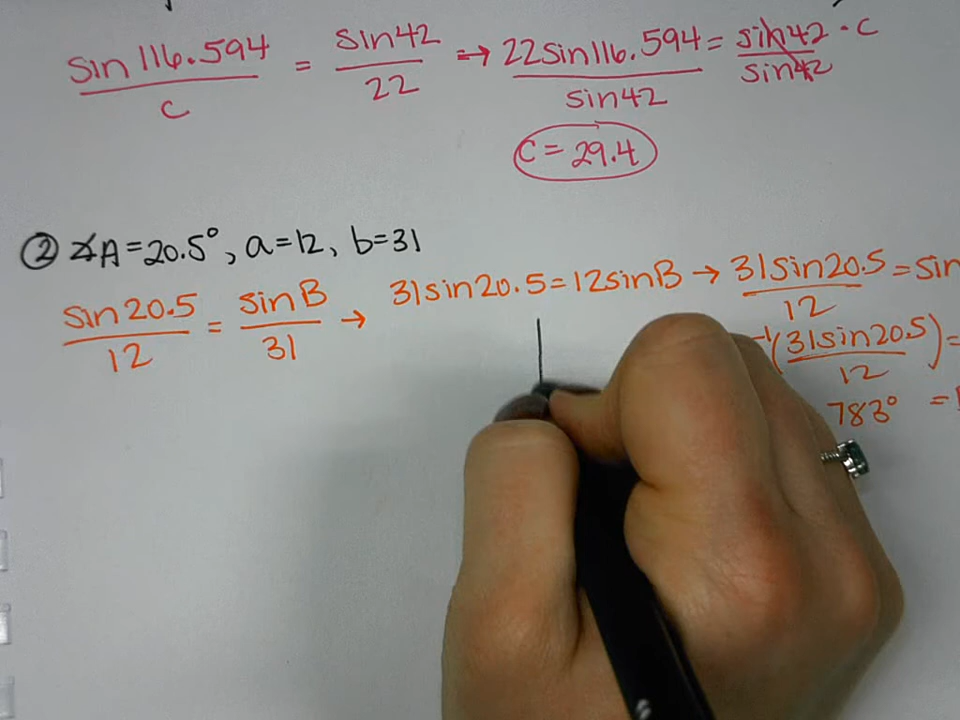 sin 116.594 / c = sin42 / 22 → 22sin116.594 / sin42 = sin42 / sin42 · c
c = 29.4
② ∡A=20.5°, a=12, b=31
sin 20.5 / 12 = sin B / 31 → 31sin20.5 = 12sinB → 31sin20.5 / 12 = sin
(31sin20.5 / 12) =
783° =